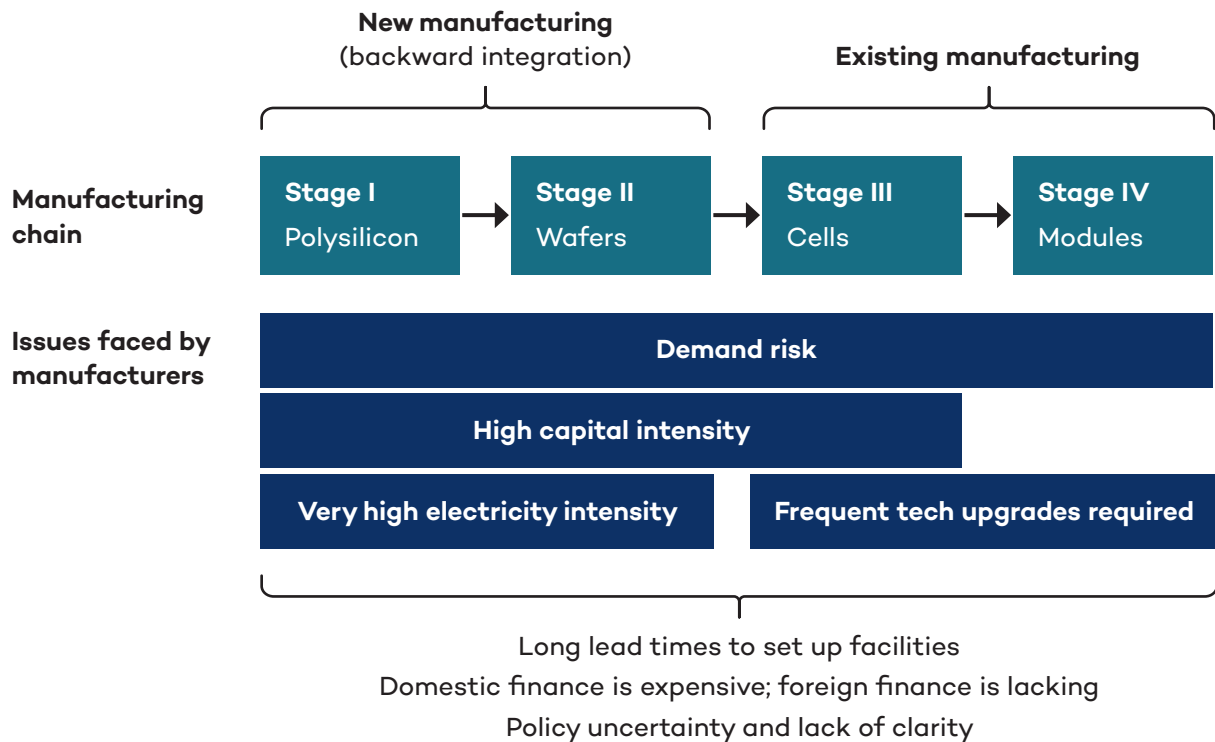 New manufacturing
(backward integration)
Existing manufacturing
Manufacturing
chain
Stage I
Polysilicon
Stage II
Wafers
Stage III
Cells
Stage IV
Modules
Issues faced by
manufacturers
Demand risk
High capital intensity
Very high electricity intensity
Frequent tech upgrades required
Long lead times to set up facilities
Domestic finance is expensive; foreign finance is lacking
Policy uncertainty and lack of clarity